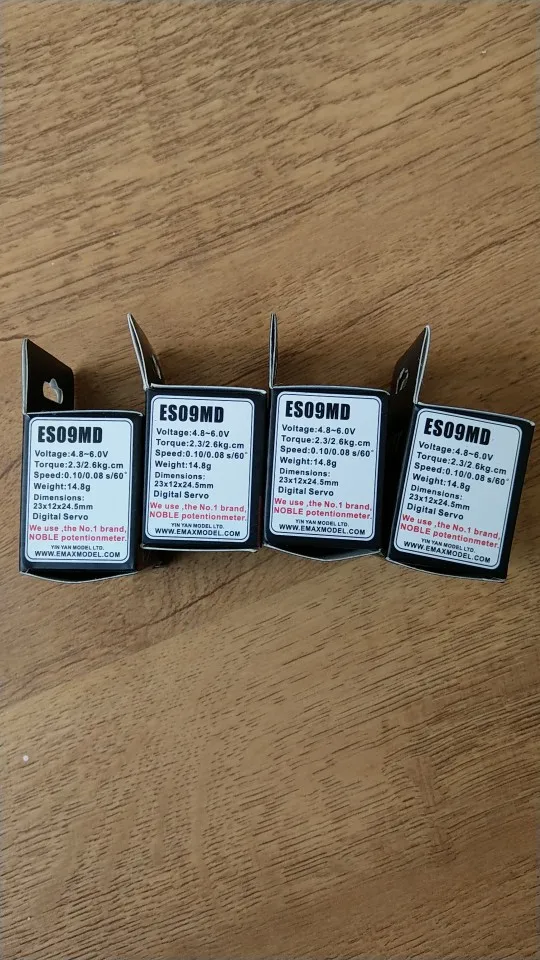 ES09MD
Voltage:4.8~6.0V
Torque:2.3/2.6kg.cm
Speed:0.10/0.08 s/60°
Weight:14.8g
Dimensions:
23x12x24.5mm
Digital Servo
We use ,the No.1 brand,
NOBLE potentionmeter.
YIN YAN MODEL LTD.
WWW.EMAXMODEL.COM
ES09MD
Voltage:4.8~6.0V
Torque:2.3/2.6kg.cm
Speed:0.10/0.08 s/60°
Weight:14.8g
Dimensions:
23x12x24.5mm
Digital Servo
We use ,the No.1 brand,
NOBLE potentionmeter.
YIN YAN MODEL LTD.
WWW.EMAXMODEL.COM
ES09MD
Voltage:4.8~6.0V
Torque:2.3/2.6kg.cm
Speed:0.10/0.08 s/60°
Weight:14.8g
Dimensions:
23x12x24.5mm
Digital Servo
We use ,the No.1 brand,
NOBLE potentionmeter.
YIN YAN MODEL LTD.
WWW.EMAXMODEL.COM
ES09MD
Voltage:4.8~6.0V
Torque:2.3/2.6kg.cm
Speed:0.10/0.08 s/60°
Weight:14.8g
Dimensions:
23x12x24.5mm
Digital Servo
We use ,the No.1 brand,
NOBLE potentionmeter.
YIN YAN MODEL LTD.
WWW.EMAXMODEL.COM